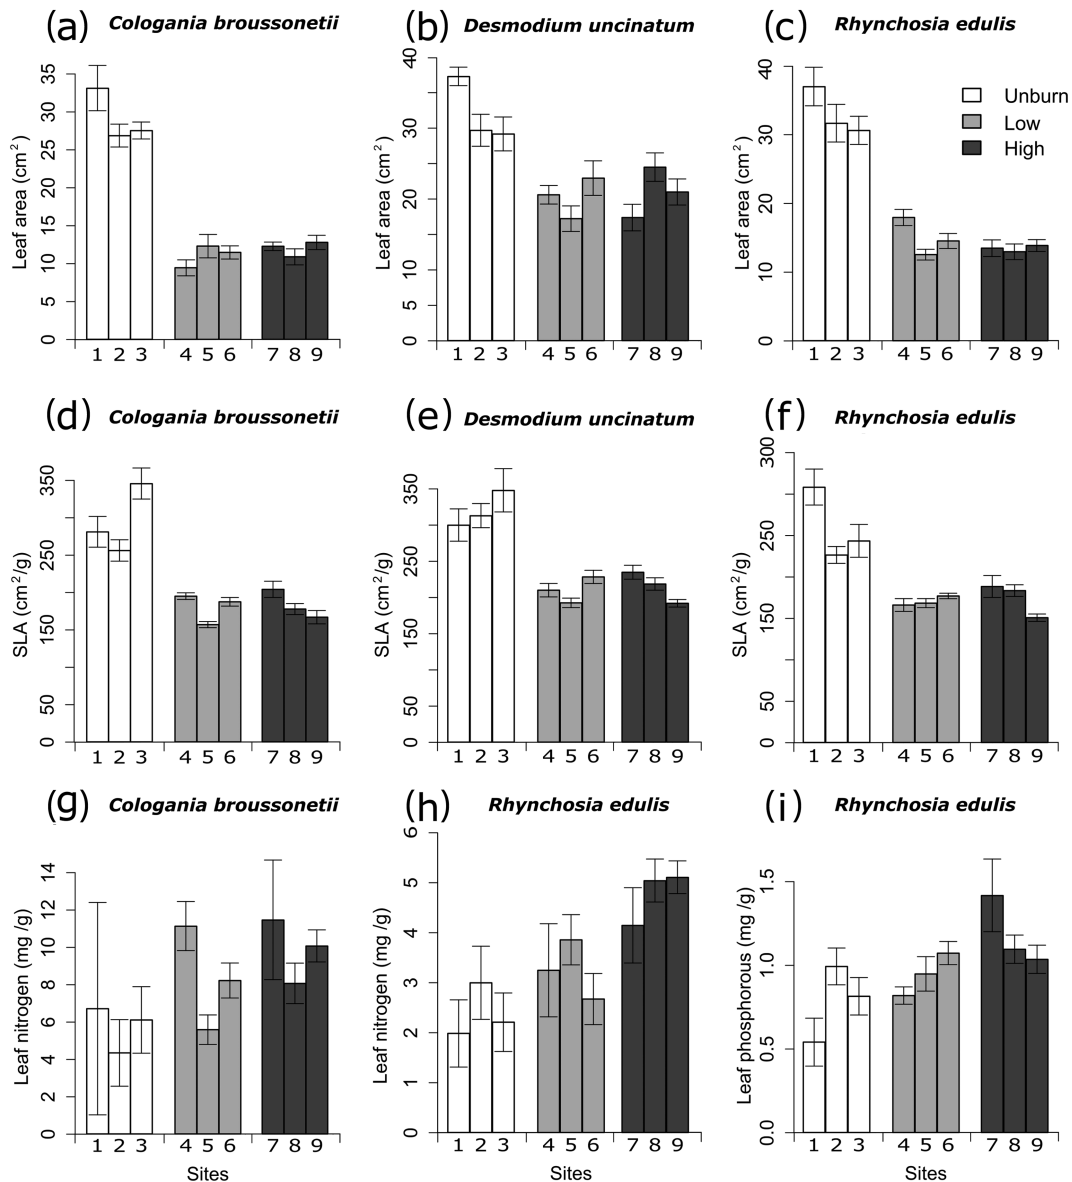 (a) Cologania broussonetii
Leaf area (cm²)
0 5 10 15 20 25 30 35
1 2 3 4 5 6 7 8 9
(b) Desmodium uncinatum
Leaf area (cm²)
0 5 10 20 30 40
1 2 3 4 5 6 7 8 9
(c) Rhynchosia edulis
Leaf area (cm²)
0 10 20 30 40
1 2 3 4 5 6 7 8 9
Unburn
Low
High
(d) Cologania broussonetii
SLA (cm²/g)
0 50 150 250 350
1 2 3 4 5 6 7 8 9
(e) Desmodium uncinatum
SLA (cm²/g)
0 50 150 250 350
1 2 3 4 5 6 7 8 9
(f) Rhynchosia edulis
SLA (cm²/g)
0 50 150 250 300
1 2 3 4 5 6 7 8 9
(g) Cologania broussonetii
Leaf nitrogen (mg /g)
0 2 4 6 8 10 12 14
1 2 3 4 5 6 7 8 9
Sites
(h) Rhynchosia edulis
Leaf nitrogen (mg /g)
0 1 2 3 4 5 6
1 2 3 4 5 6 7 8 9
Sites
(i) Rhynchosia edulis
Leaf phosphorous (mg /g)
0.0 0.5 1.0 1.5
1 2 3 4 5 6 7 8 9
Sites